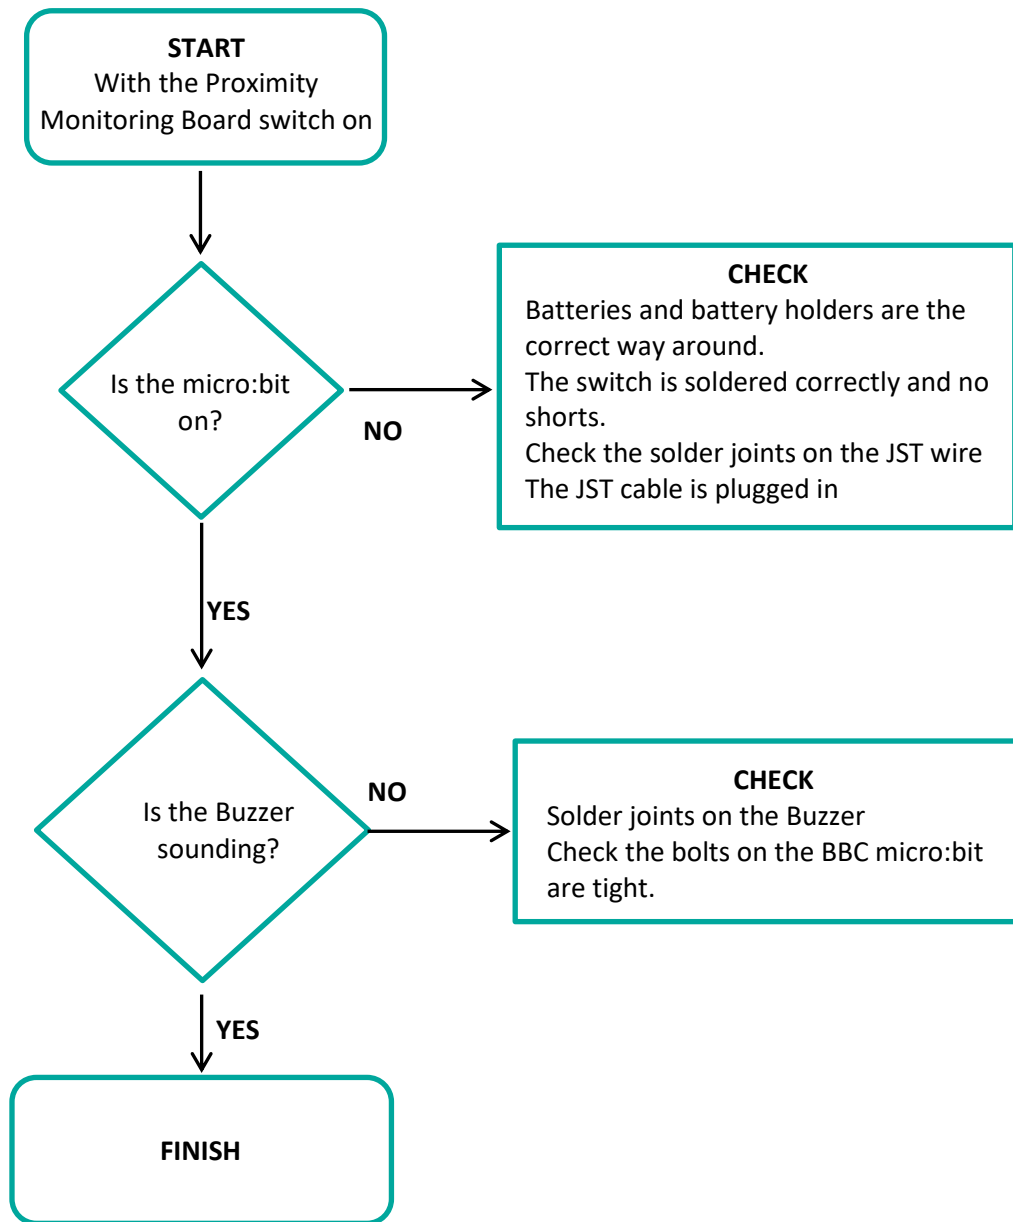 START
With the Proximity
Monitoring Board switch on
Is the micro:bit
on?
NO
CHECK
Batteries and battery holders are the
correct way around.
The switch is soldered correctly and no
shorts.
Check the solder joints on the JST wire
The JST cable is plugged in
YES
Is the Buzzer
sounding?
NO
CHECK
Solder joints on the Buzzer
Check the bolts on the BBC micro:bit
are tight.
YES
FINISH